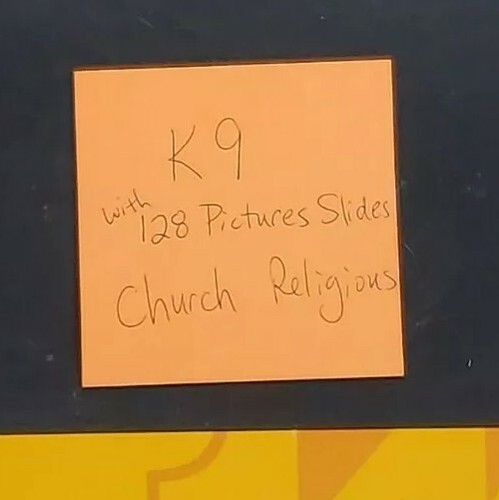 K9
with 128 Pictures Slides
Church Religious